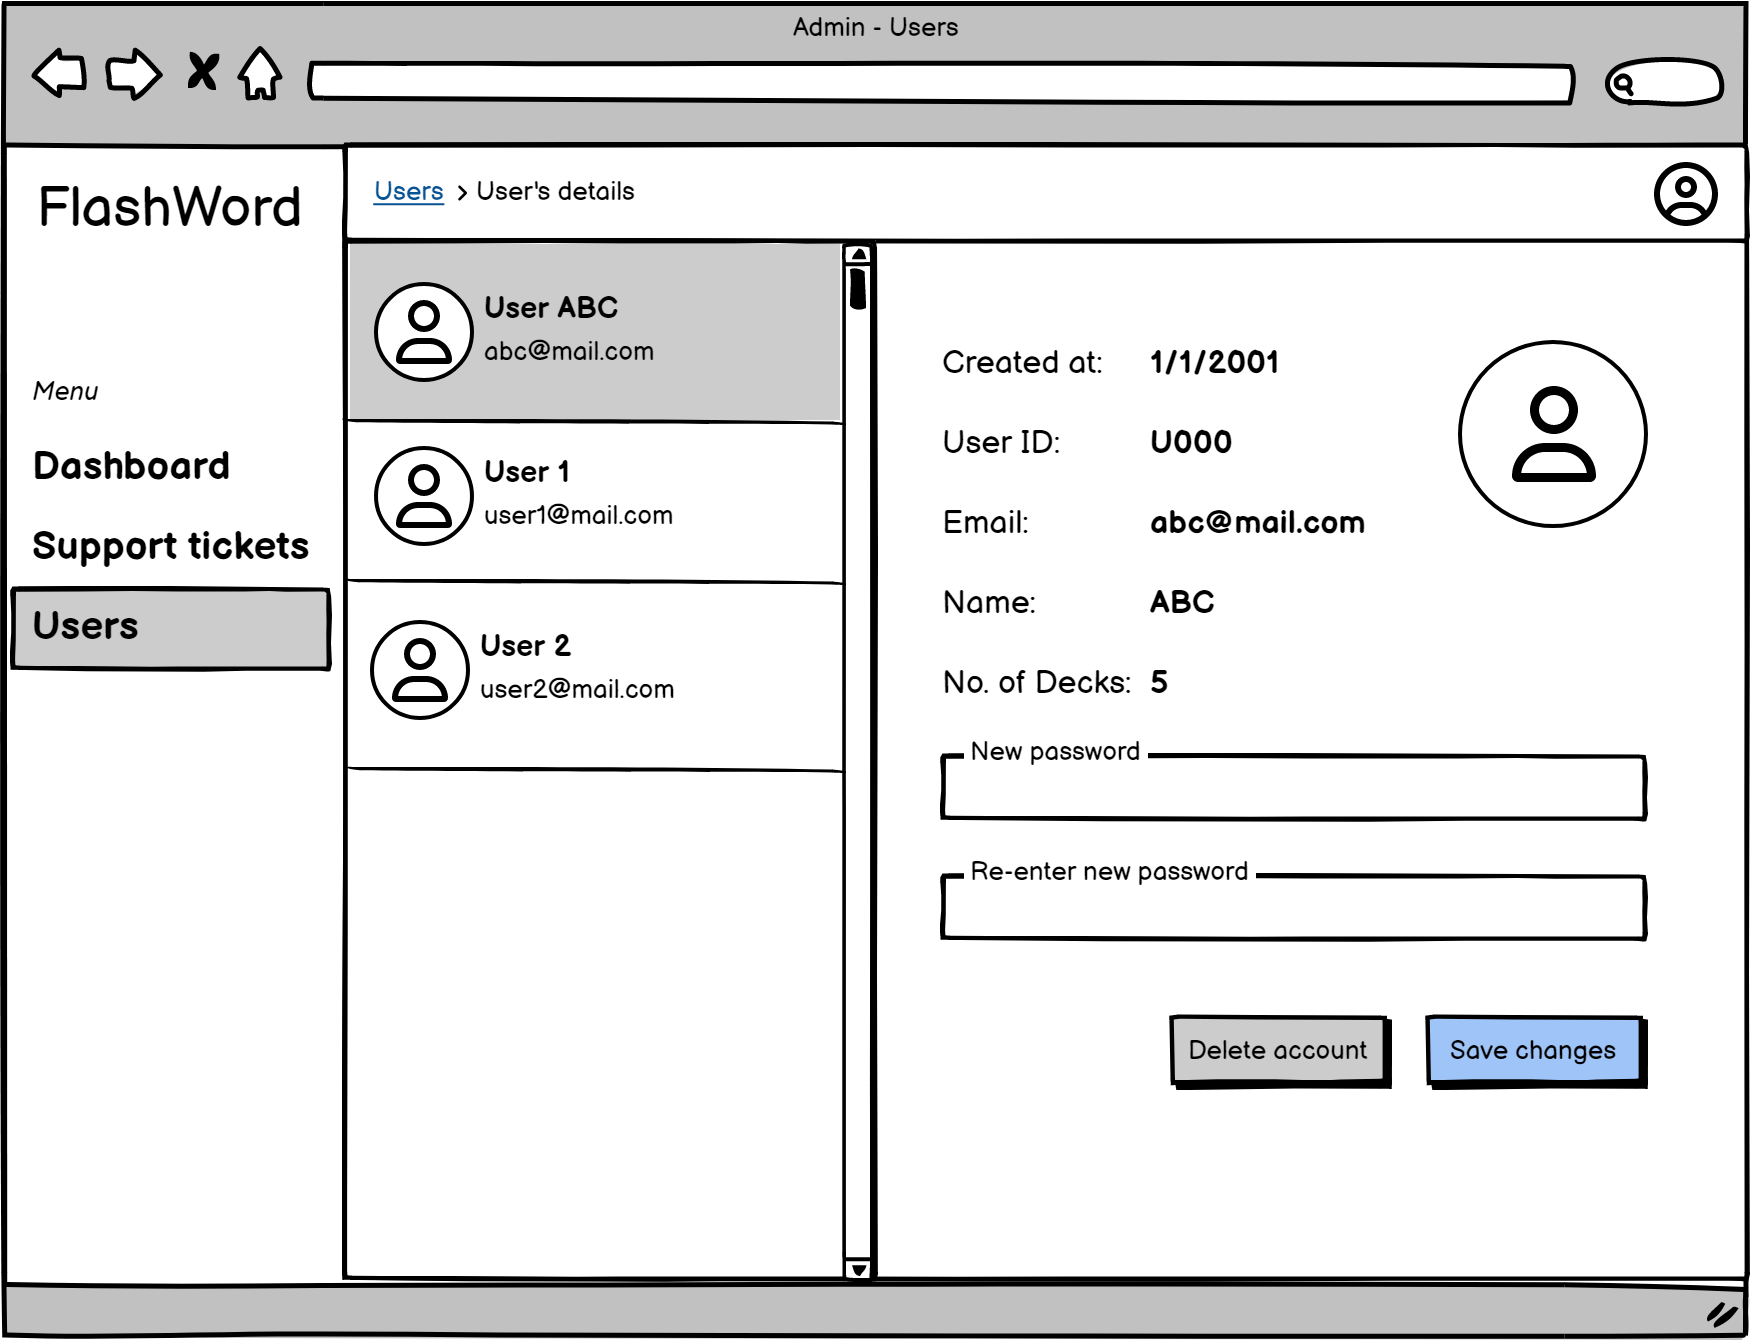 Admin - Users
FlashWord
Users > User's details
Menu
Dashboard
Support tickets
Users
User ABC
abc@mail.com
User 1
user1@mail.com
User 2
user2@mail.com
Created at: 1/1/2001
User ID: U000
Email: abc@mail.com
Name: ABC
No. of Decks: 5
New password
Re-enter new password
Delete account
Save changes